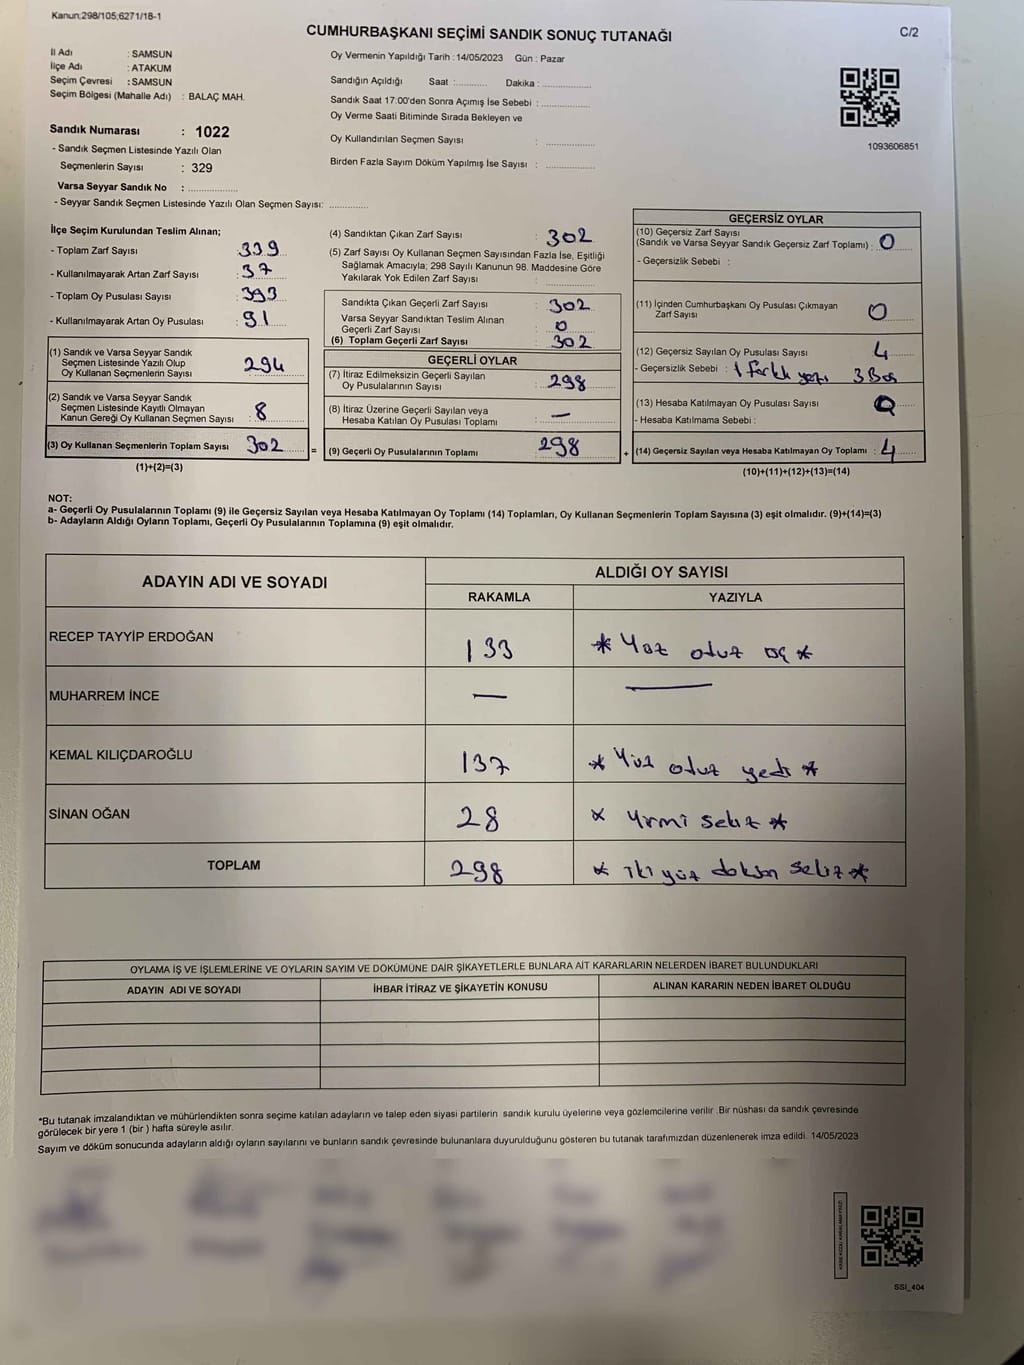 Kanun;298/105;6271/18-1
CUMHURBAŞKANI SEÇİMİ SANDIK SONUÇ TUTANAĞI
C/2
İl Adı : SAMSUN
İlçe Adı : ATAKUM
Seçim Çevresi : SAMSUN
Seçim Bölgesi (Mahalle Adı) : BALAÇ MAH.
Sandık Numarası : 1022
- Sandık Seçmen Listesinde Yazılı Olan
Seçmenlerin Sayısı : 329
Varsa Seyyar Sandık No :
- Seyyar Sandık Seçmen Listesinde Yazılı Olan Seçmen Sayısı:
Oy Vermenin Yapıldığı Tarih : 14/05/2023 Gün : Pazar
Sandığın Açıldığı Saat : Dakika :
Sandık Saat 17:00'den Sonra Açımış İse Sebebi :
Oy Verme Saati Bitiminde Sırada Bekleyen ve
Oy Kullandırılan Seçmen Sayısı :
Birden Fazla Sayım Döküm Yapılmış İse Sayısı :
1093606851
İlçe Seçim Kurulundan Teslim Alınan;
- Toplam Zarf Sayısı : 339
- Kullanılmayarak Artan Zarf Sayısı : 37
- Toplam Oy Pusulası Sayısı : 393
- Kullanılmayarak Artan Oy Pusulası : 91
(1) Sandık ve Varsa Seyyar Sandık
Seçmen Listesinde Yazılı Olup
Oy Kullanan Seçmenlerin Sayısı 294
(2) Sandık ve Varsa Seyyar Sandık
Seçmen Listesinde Kayıtlı Olmayan
Kanun Gereği Oy Kullanan Seçmen Sayısı : 8
(3) Oy Kullanan Seçmenlerin Toplam Sayısı 302
(1)+(2)=(3)
(4) Sandıktan Çıkan Zarf Sayısı : 302
(5) Zarf Sayısı Oy Kullanan Seçmen Sayısından Fazla İse, Eşitliği
Sağlamak Amacıyla; 298 Sayılı Kanunun 98. Maddesine Göre
Yakılarak Yok Edilen Zarf Sayısı :
Sandıkta Çıkan Geçerli Zarf Sayısı : 302
Varsa Seyyar Sandıktan Teslim Alınan
Geçerli Zarf Sayısı : 0
(6) Toplam Geçerli Zarf Sayısı : 302
GEÇERLİ OYLAR
(7) İtiraz Edilmeksizin Geçerli Sayılan
Oy Pusulalarının Sayısı : 298
(8) İtiraz Üzerine Geçerli Sayılan veya
Hesaba Katılan Oy Pusulası Toplamı : —
= (9) Geçerli Oy Pusulalarının Toplamı 298
GEÇERSİZ OYLAR
(10) Geçersiz Zarf Sayısı
(Sandık ve Varsa Seyyar Sandık Geçersiz Zarf Toplamı) : 0
- Geçersizlik Sebebi :
(11) İçinden Cumhurbaşkanı Oy Pusulası Çıkmayan
Zarf Sayısı 0
(12) Geçersiz Sayılan Oy Pusulası Sayısı 4
- Geçersizlik Sebebi : 1 farklı yazı 3 Boş
(13) Hesaba Katılmayan Oy Pusulası Sayısı 0
- Hesaba Katılmama Sebebi :
+ (14) Geçersiz Sayılan veya Hesaba Katılmayan Oy Toplamı : 4
(10)+(11)+(12)+(13)=(14)
NOT:
a- Geçerli Oy Pusulalarının Toplamı (9) ile Geçersiz Sayılan veya Hesaba Katılmayan Oy Toplamı (14) Toplamları, Oy Kullanan Seçmenlerin Toplam Sayısına (3) eşit olmalıdır. (9)+(14)=(3)
b- Adayların Aldığı Oyların Toplamı, Geçerli Oy Pusulalarının Toplamına (9) eşit olmalıdır.
ADAYIN ADI VE SOYADI
ALDIĞI OY SAYISI
RAKAMLA YAZIYLA
RECEP TAYYİP ERDOĞAN 133 * Yüz otuz üç *
MUHARREM İNCE — —
KEMAL KILIÇDAROĞLU 137 * Yüz otuz yedi *
SİNAN OĞAN 28 * Yirmi sekiz *
TOPLAM 298 * iki yüz doksan sekiz *
OYLAMA İŞ VE İŞLEMLERİNE VE OYLARIN SAYIM VE DÖKÜMÜNE DAİR ŞİKAYETLERLE BUNLARA AİT KARARLARIN NELERDEN İBARET BULUNDUKLARI
ADAYIN ADI VE SOYADI İHBAR İTİRAZ VE ŞİKAYETİN KONUSU ALINAN KARARIN NEDEN İBARET OLDUĞU
*Bu tutanak imzalandıktan ve mühürlendikten sonra seçime katılan adayların ve talep eden siyasi partilerin sandık kurulu üyelerine veya gözlemcilerine verilir .Bir nüshası da sandık çevresinde
görülecek bir yere 1 (bir ) hafta süreyle asılır.
Sayım ve döküm sonucunda adayların aldığı oyların sayılarını ve bunların sandık çevresinde bulunanlara duyurulduğunu gösteren bu tutanak tarafımızdan düzenlenerek imza edildi. 14/05/2023
SSI_404